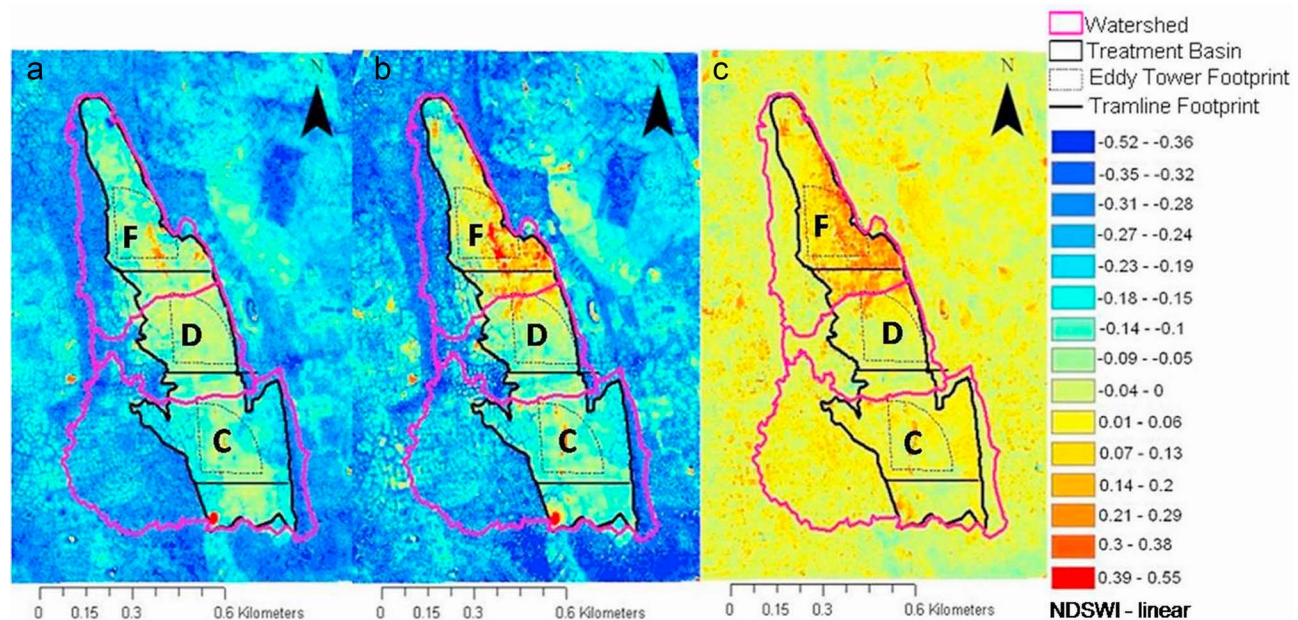 a
N
F
D
C
0 0.15 0.3 0.6 Kilometers
b
N
F
D
C
0 0.15 0.3 0.6 Kilometers
c
N
F
D
C
0 0.15 0.3 0.6 Kilometers
Watershed
Treatment Basin
Eddy Tower Footprint
Tramline Footprint
-0.52 - -0.36
-0.35 - -0.32
-0.31 - -0.28
-0.27 - -0.24
-0.23 - -0.19
-0.18 - -0.15
-0.14 - -0.1
-0.09 - -0.05
-0.04 - 0
0.01 - 0.06
0.07 - 0.13
0.14 - 0.2
0.21 - 0.29
0.3 - 0.38
0.39 - 0.55
NDSWI - linear